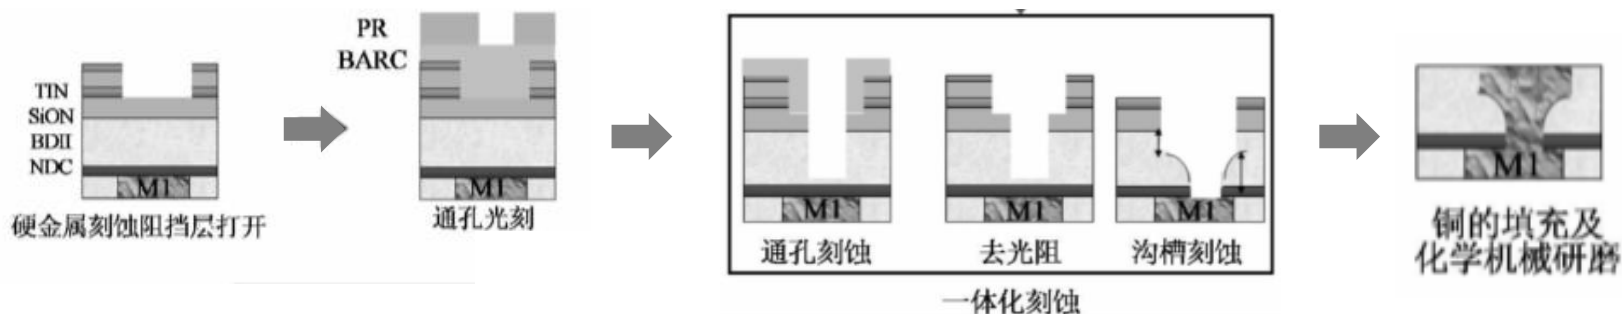 TIN
SiON
BDII
NDC
M1
硬金属刻蚀阻挡层打开
PR
BARC
M1
通孔光刻
M1
通孔刻蚀
M1
去光阻
M1
沟槽刻蚀
一体化刻蚀
M1
铜的填充及
化学机械研磨